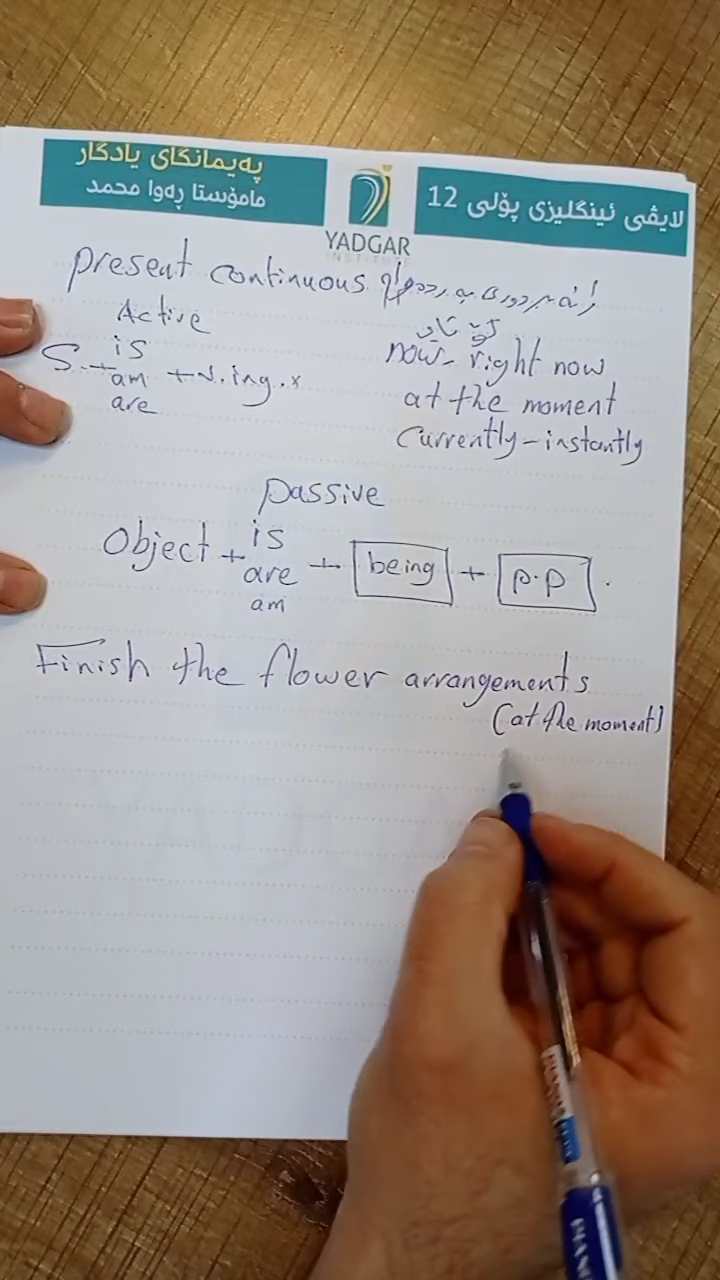 پەیمانگای یادگار
مامۆستا ڕەوا محمد
YADGAR
INSTITUTE
لایڤی ئینگلیزی پۆلی 12
present continuous
Active
S + is am are + v.ing.x
now - right now
at the moment
currently - instantly
passive
Object + is are am + being + p.p.
Finish the flower arrangements
(at the moment)
YADGAR